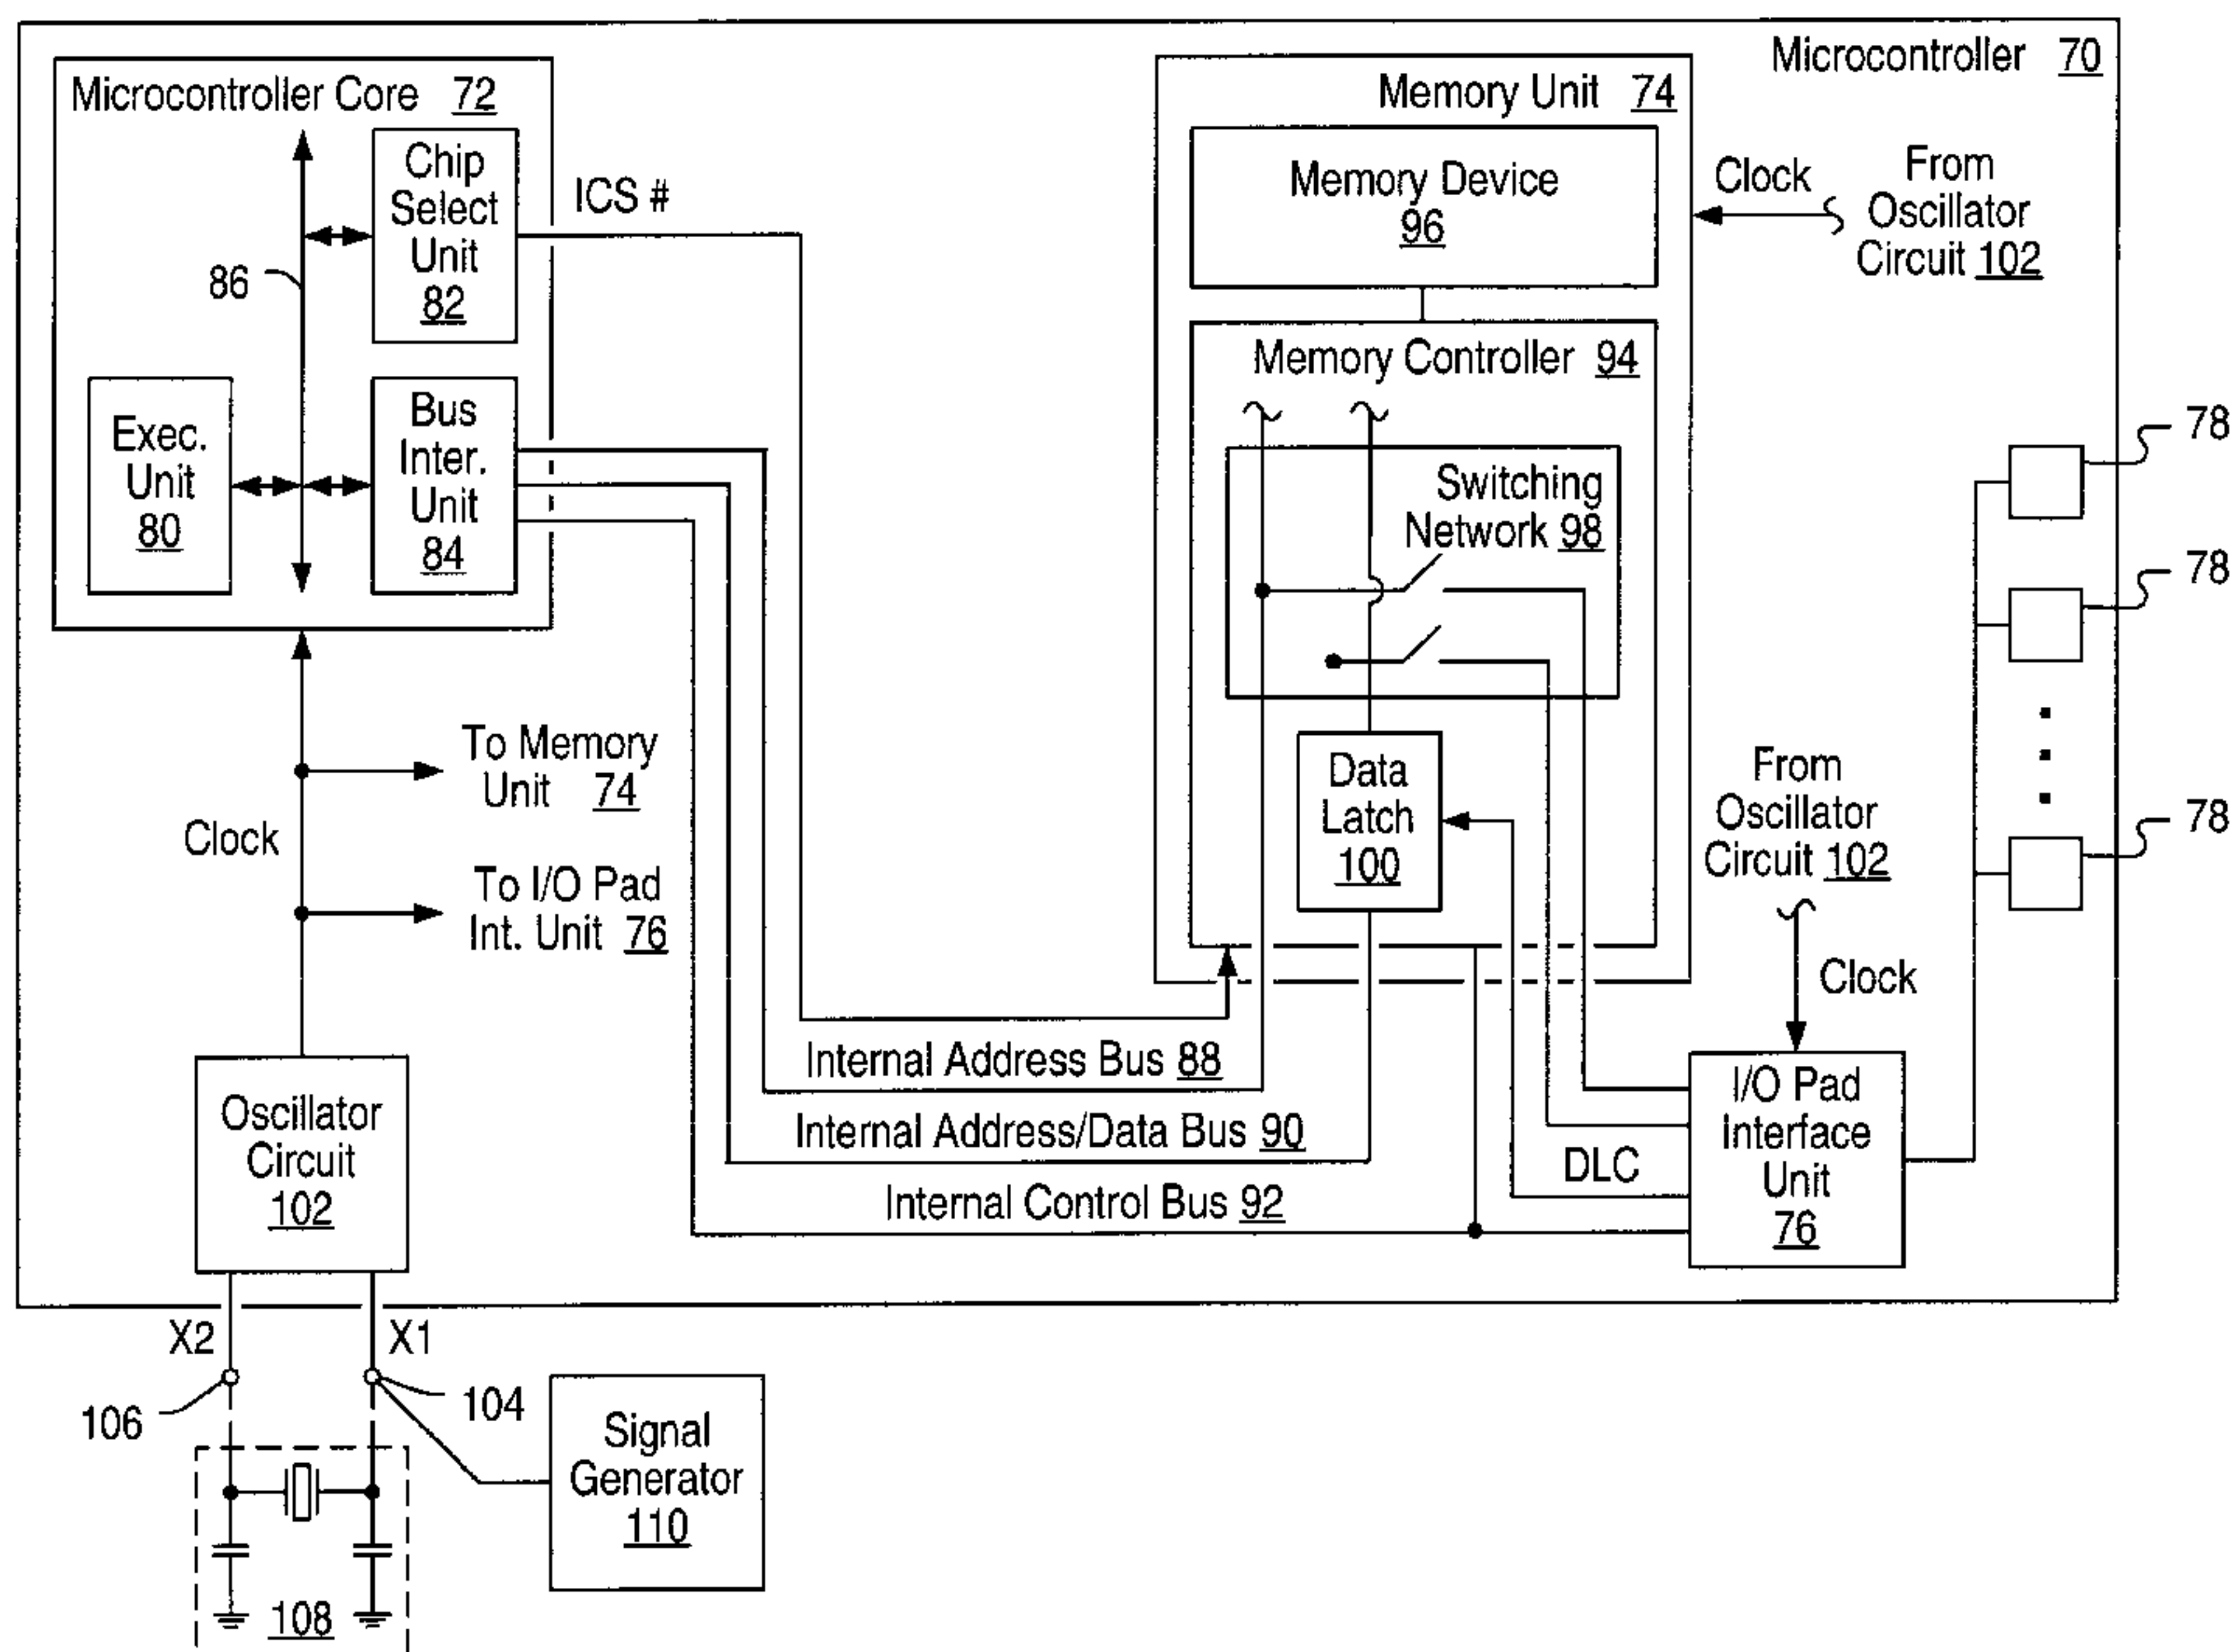 Microcontroller 70
Microcontroller Core 72
Chip
Select
Unit
82
ICS #
86
Exec.
Unit
80
Bus
Inter.
Unit
84
Memory Unit 74
Memory Device
96
Clock
From
Oscillator
Circuit 102
Memory Controller 94
Switching
Network 98
78
78
78
Data
Latch
100
To Memory
Unit 74
Clock
To I/O Pad
Int. Unit 76
From
Oscillator
Circuit 102
Clock
Internal Address Bus 88
Internal Address/Data Bus 90
DLC
Internal Control Bus 92
I/O Pad
Interface
Unit
76
Oscillator
Circuit
102
X2
X1
106
104
Signal
Generator
110
108